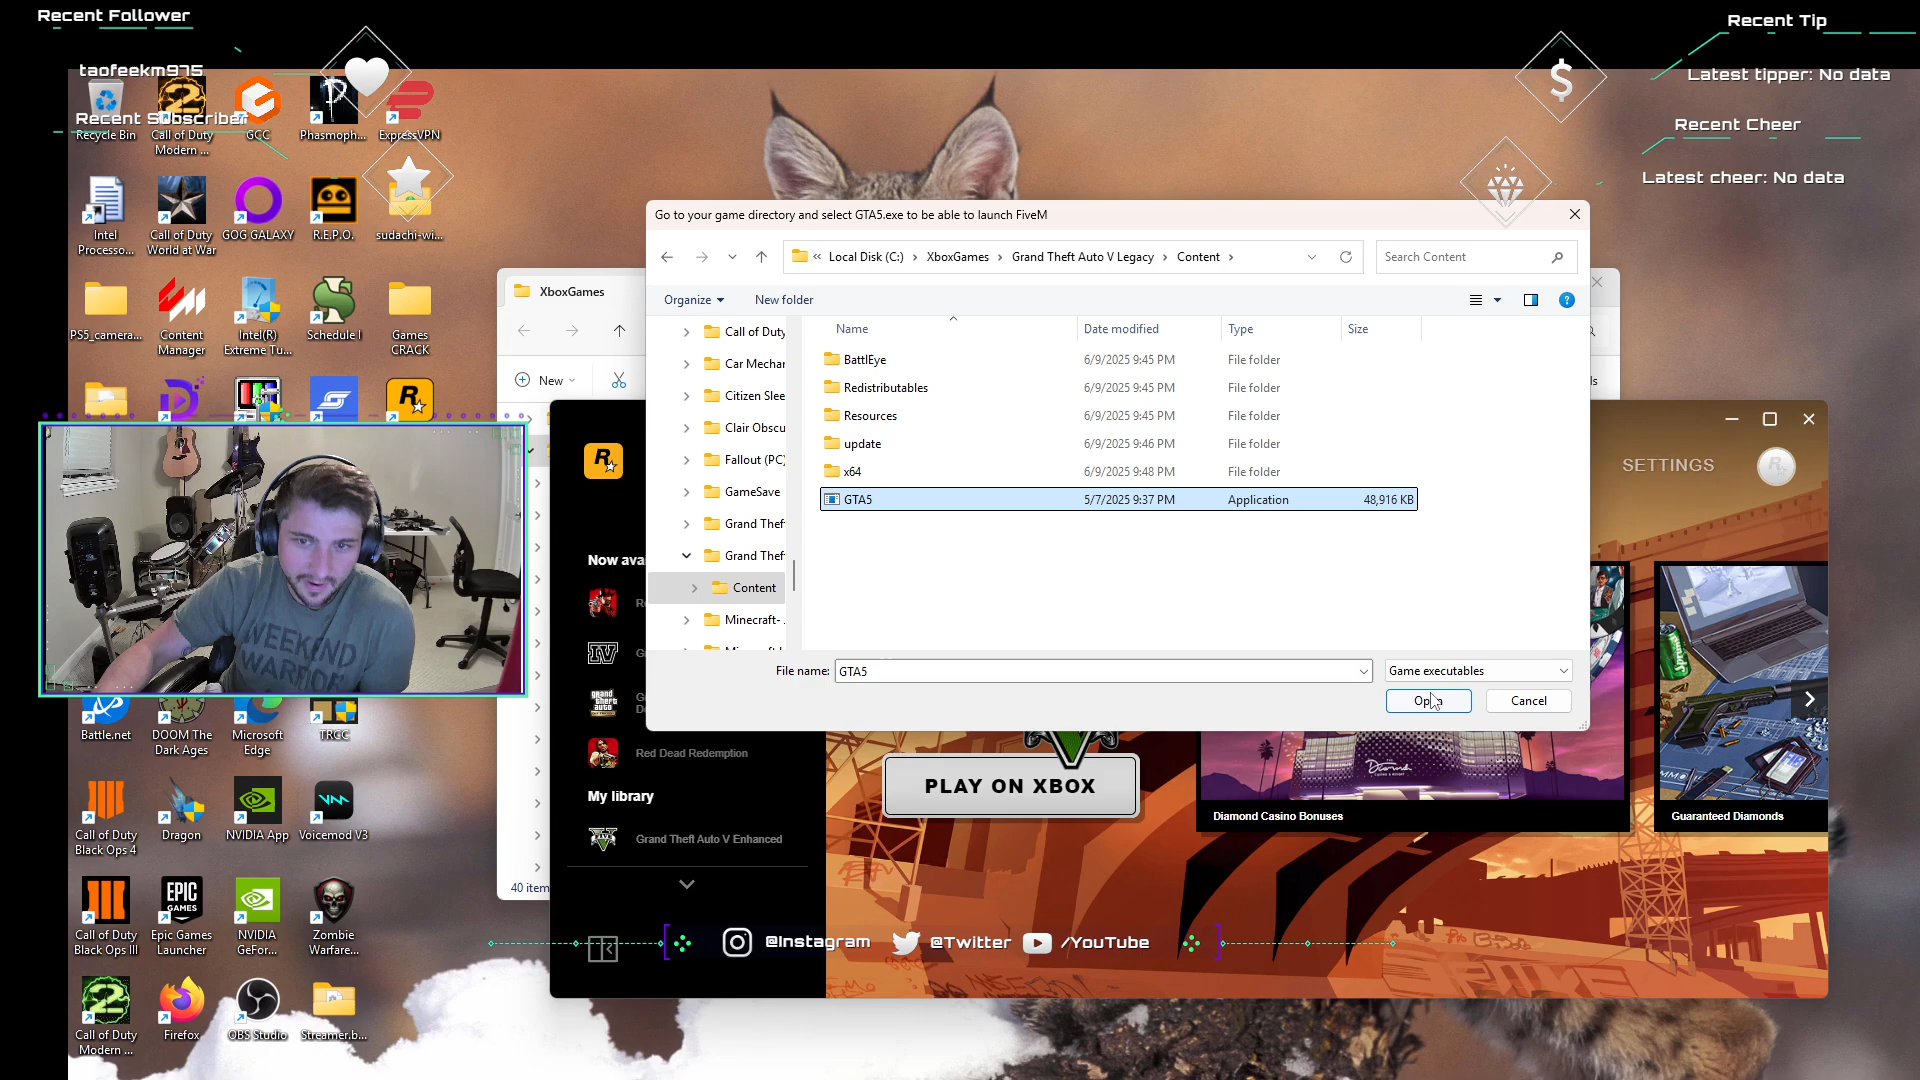 Recent Follower
taofeekm975
Recent Subscriber
Recent Tip
Latest tipper: No data
Recent Cheer
Latest cheer: No data
Recycle Bin
Call of Duty
Modern ...
GCC
Phasmoph...
ExpressVPN
Intel
Processo...
Call of Duty
World at War
GOG GALAXY
R.E.P.O.
sudachi-wi...
PS5_camera...
Content
Manager
Intel(R)
Extreme Tu...
Schedule I
Games
CRACK
XboxGames
New
40 item
Go to your game directory and select GTA5.exe to be able to launch FiveM
Local Disk (C:) > XboxGames > Grand Theft Auto V Legacy > Content >
Search Content
Organize
New folder
Name
Date modified
Type
Size
Call of Duty
Car Mechar
Citizen Slee
Clair Obscu
Fallout (PC)
GameSave
Grand Thef
Grand Thef
Content
Minecraft-
BattlEye 6/9/2025 9:45 PM File folder
Redistributables 6/9/2025 9:45 PM File folder
Resources 6/9/2025 9:45 PM File folder
update 6/9/2025 9:46 PM File folder
x64 6/9/2025 9:48 PM File folder
GTA5 5/7/2025 9:37 PM Application 48,916 KB
File name: GTA5
Game executables
Open
Cancel
SETTINGS
Now avai
Red Dead Redemption
My library
Grand Theft Auto V Enhanced
PLAY ON XBOX
Diamond Casino Bonuses
Guaranteed Diamonds
WEEKEND
WARRIOR
Battle.net
DOOM The
Dark Ages
Microsoft
Edge
TRCC
Call of Duty
Black Ops 4
Dragon
NVIDIA App
Voicemod V3
Call of Duty
Black Ops III
Epic Games
Launcher
NVIDIA
GeFor...
Zombie
Warfare...
Call of Duty
Modern ...
Firefox
OBS Studio
Streamer.b...
@Instagram
@Twitter
/YouTube